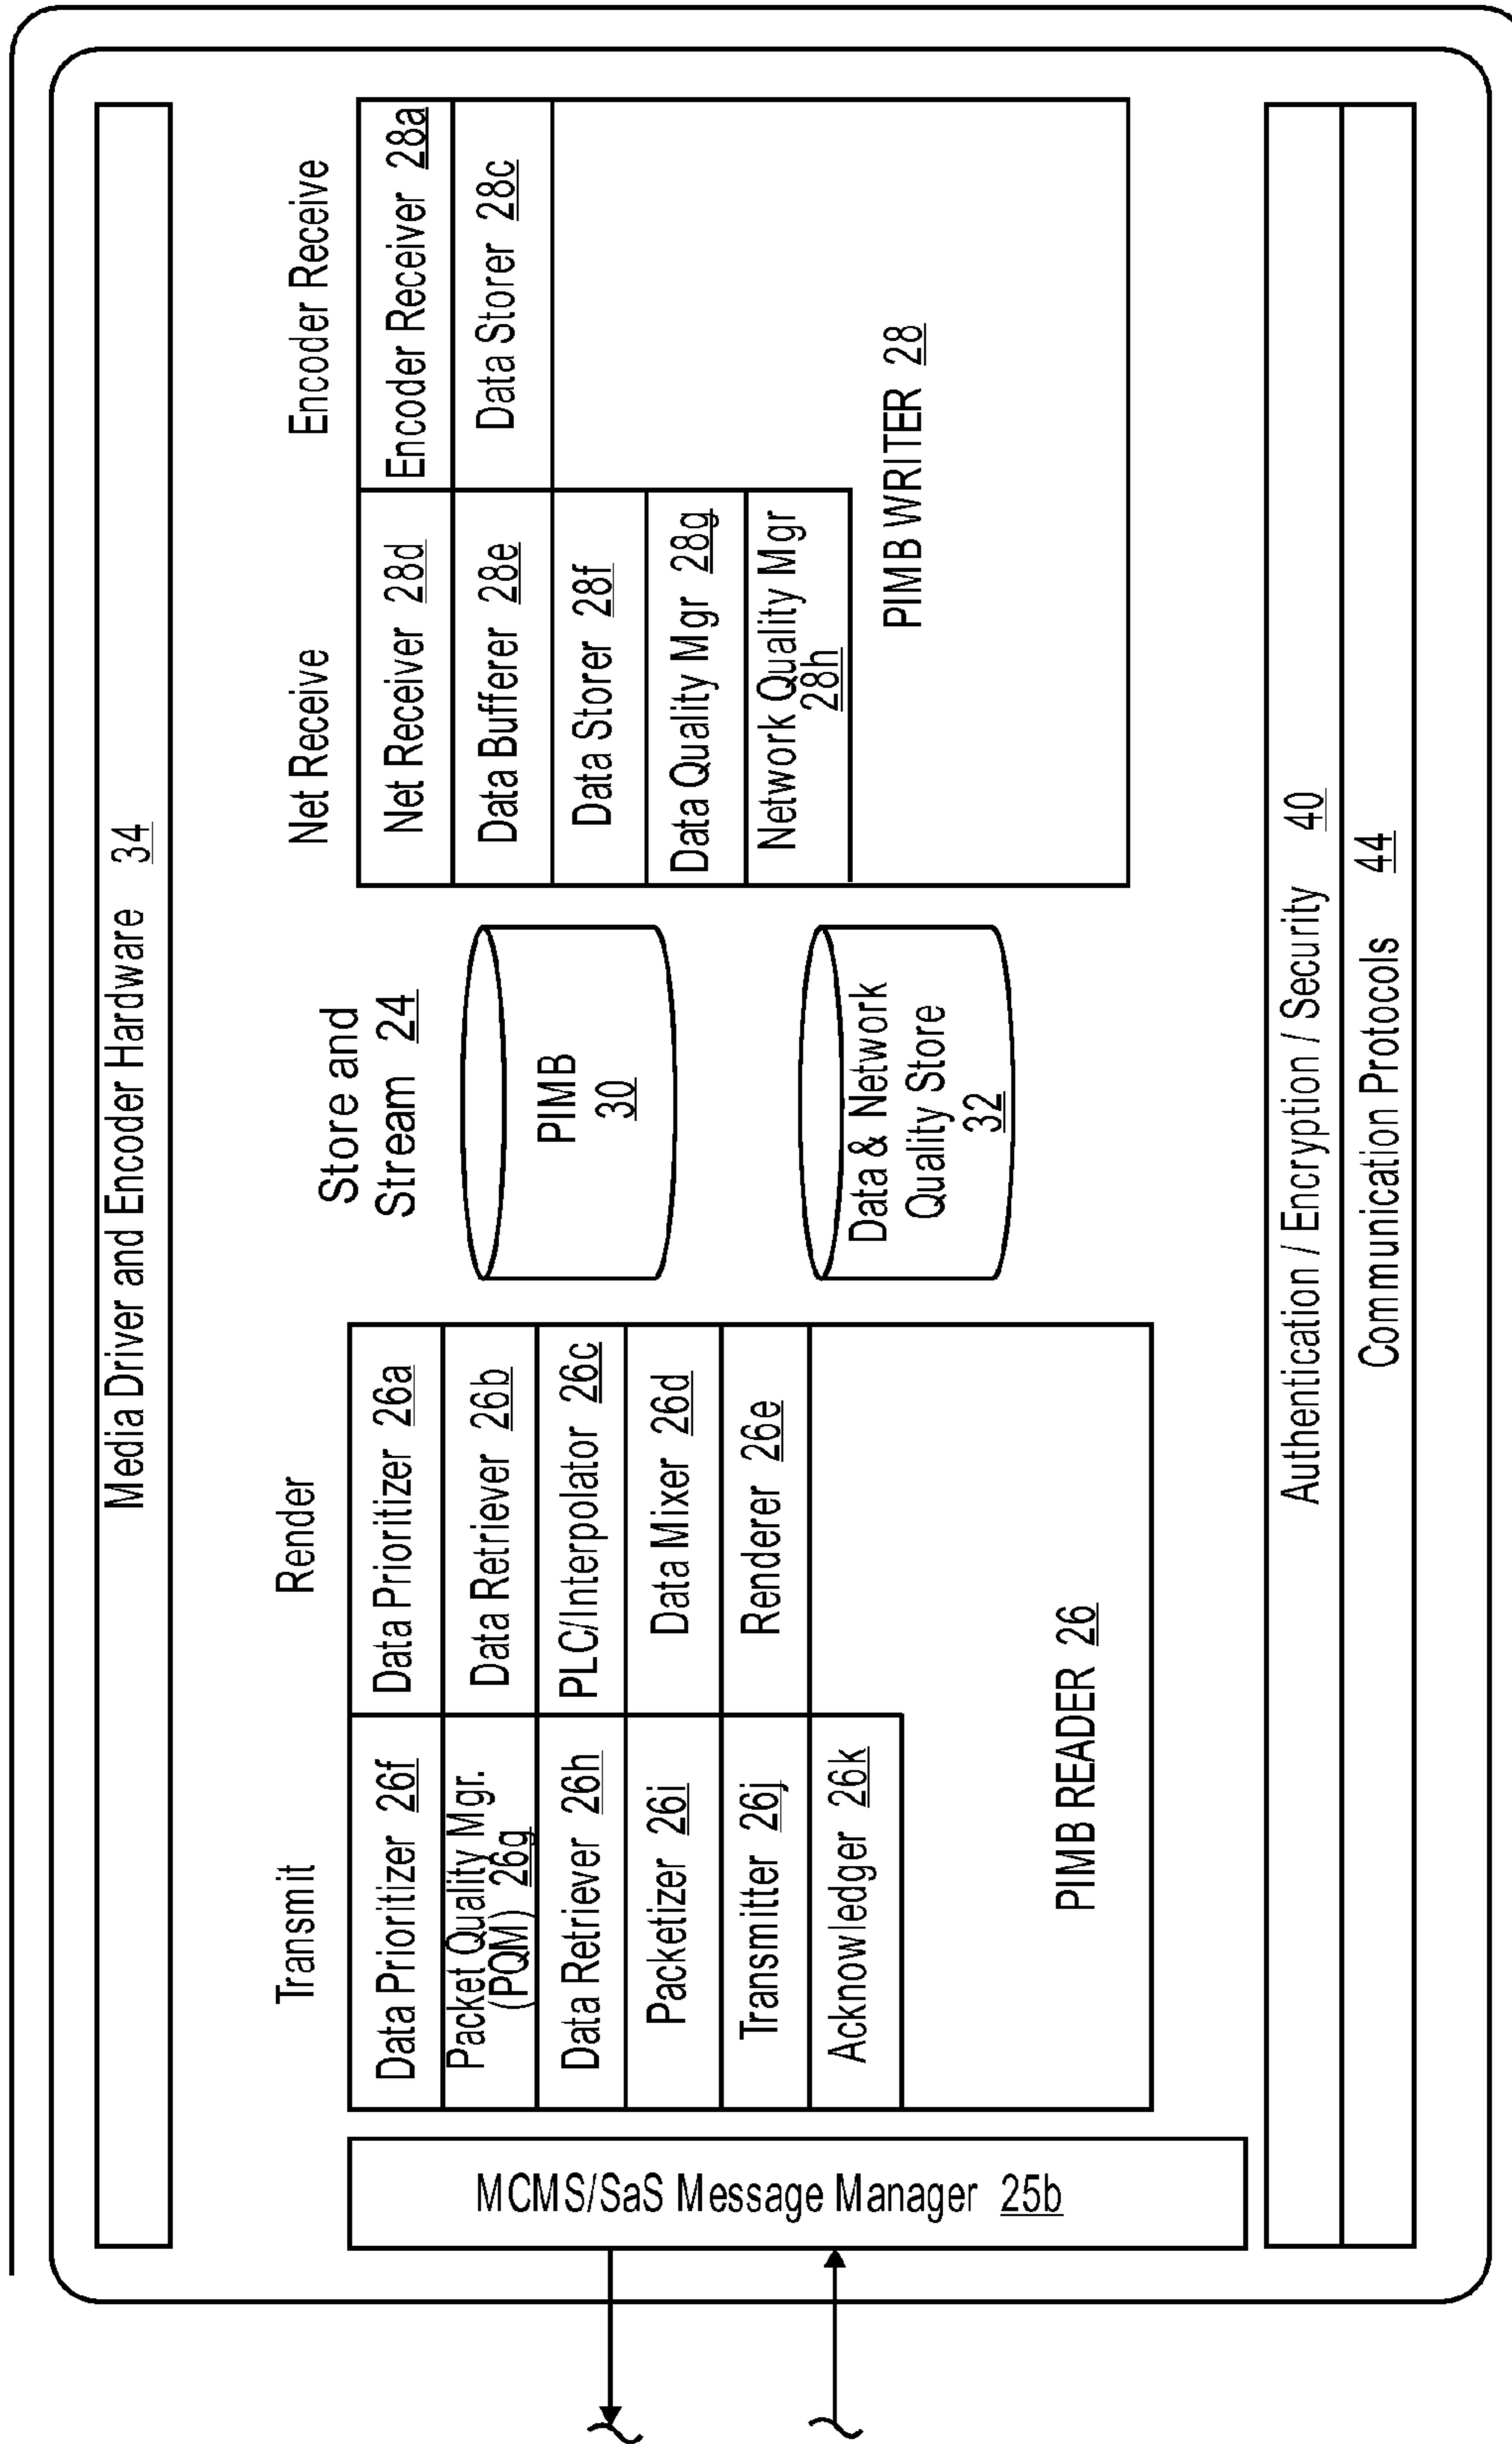 Media Driver and Encoder Hardware 34
Transmit
Render
Store and
Stream 24
Net Receive
Encoder Receive
MCMS/SaS Message Manager 25b
Data Prioritizer 26f
Packet Quality Mgr.
(PQM) 26g
Data Retriever 26h
Packetizer 26i
Transmitter 26j
Acknowledger 26k
Data Prioritizer 26a
Data Retriever 26b
PLC/Interpolator 26c
Data Mixer 26d
Renderer 26e
PIMB READER 26
PIMB
30
Data & Network
Quality Store
32
Net Receiver 28d
Data Bufferer 28e
Data Storer 28f
Data Quality Mgr 28g
Network Quality Mgr
28h
Encoder Receiver 28a
Data Storer 28c
PIMB WRITER 28
Authentication / Encryption / Security 40
Communication Protocols 44